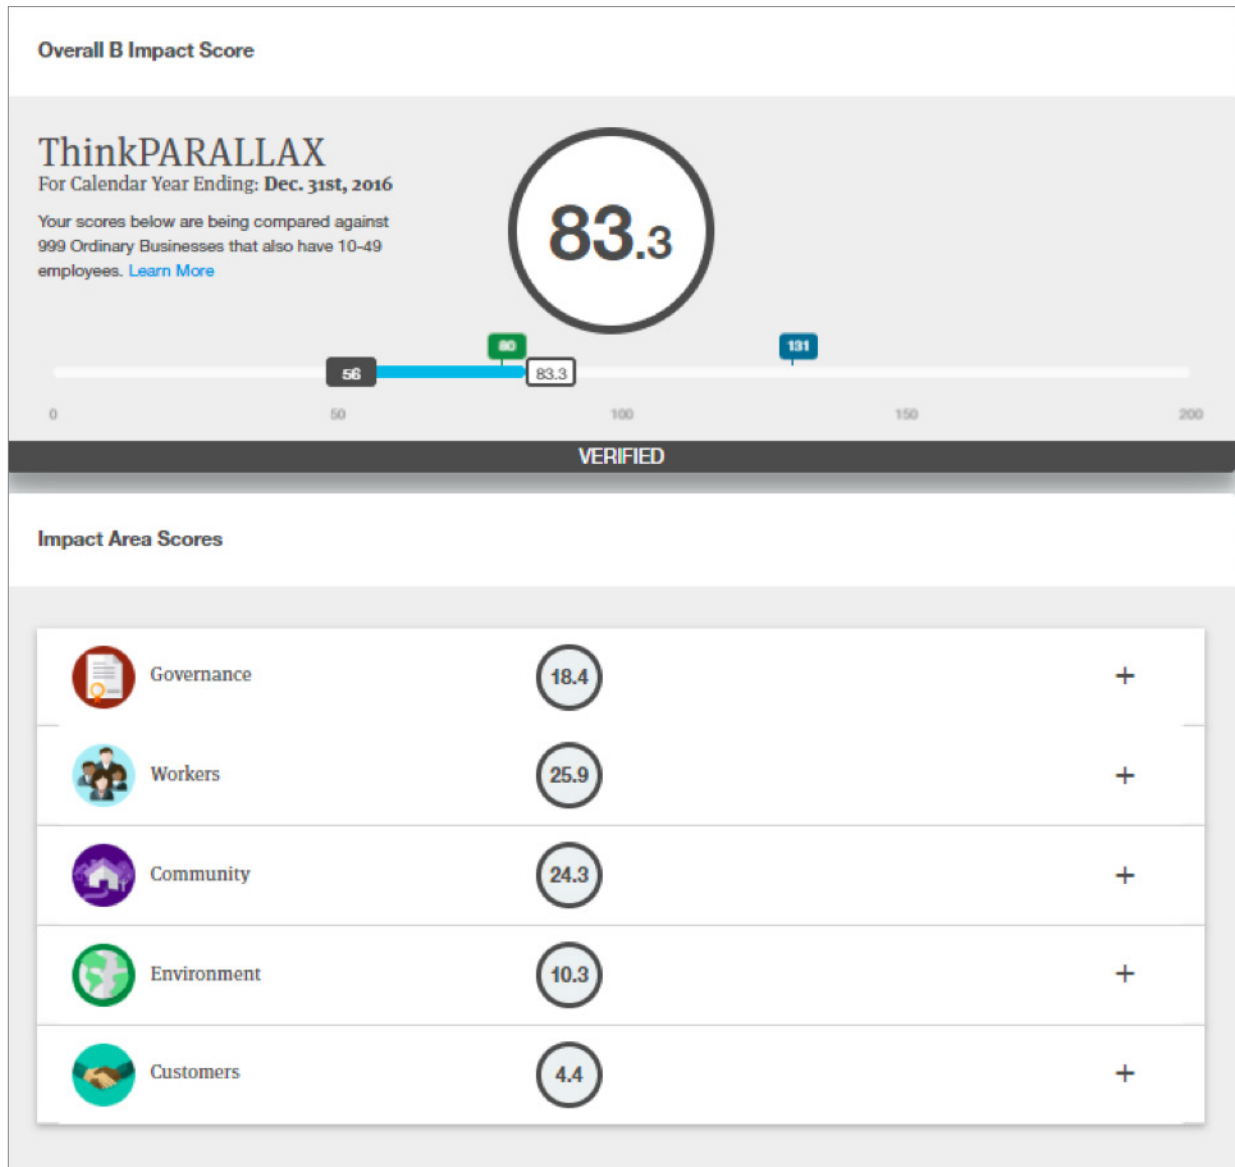 Overall B Impact Score
ThinkPARALLAX
For Calendar Year Ending: Dec. 31st, 2016
Your scores below are being compared against
999 Ordinary Businesses that also have 10-49
employees. Learn More
83.3
80
131
56
83.3
0 50 100 150 200
VERIFIED
Impact Area Scores
Governance 18.4 +
Workers 25.9 +
Community 24.3 +
Environment 10.3 +
Customers 4.4 +